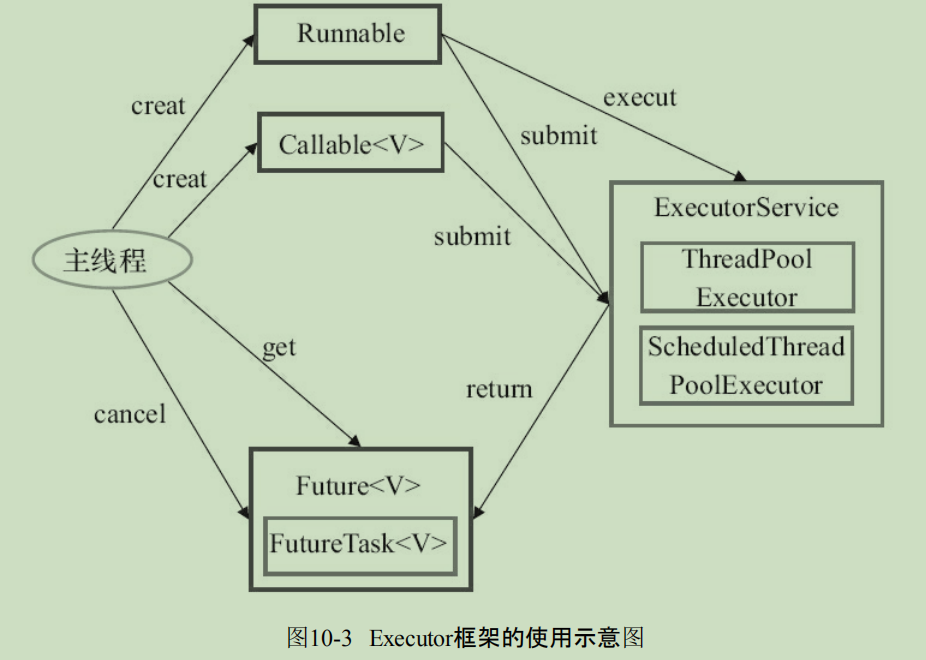 Runnable
creat
execut
submit
Callable<V>
creat
submit
ExecutorService
主线程
ThreadPool
Executor
get
ScheduledThread
PoolExecutor
return
cancel
Future<V>
FutureTask<V>
图10-3 Executor框架的使用示意图